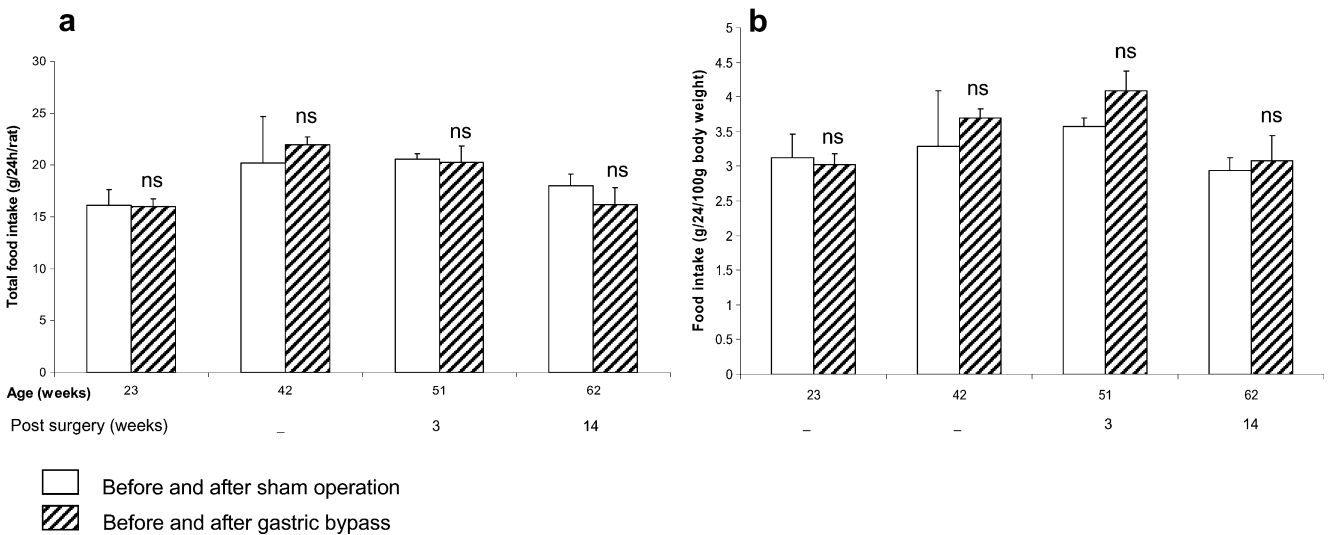 a
Total food intake (g/24h/rat)
30
25
20
15
10
5
0
ns
ns
ns
ns
Age (weeks) 23 42 51 62
Post surgery (weeks) _ 3 14
b
Food intake (g/24/100g body weight)
5
4.5
4
3.5
3
2.5
2
1.5
1
0.5
0
ns
ns
ns
ns
23 42 51 62
_ _ 3 14
Before and after sham operation
Before and after gastric bypass